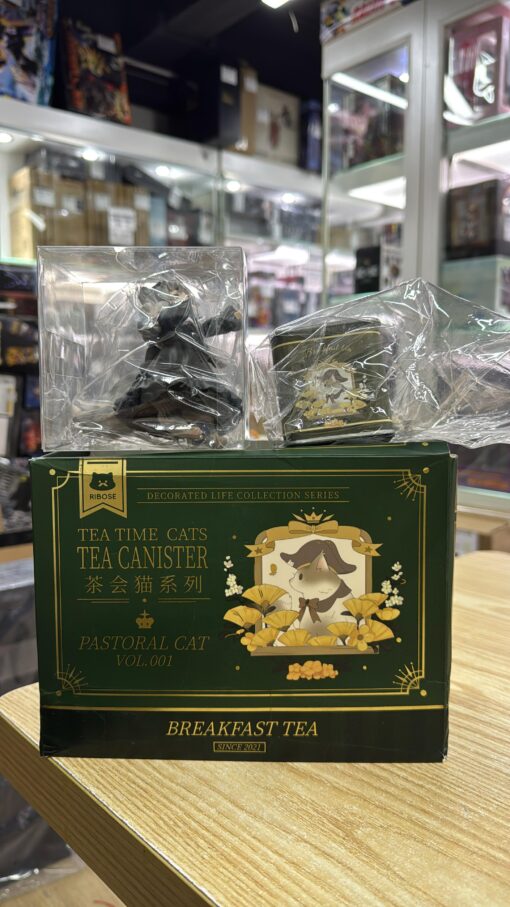 RIBOSE
DECORATED LIFE COLLECTION SERIES
TEA TIME CATS
TEA CANISTER
茶会猫系列
PASTORAL CAT
VOL.001
BREAKFAST TEA
SINCE 2021